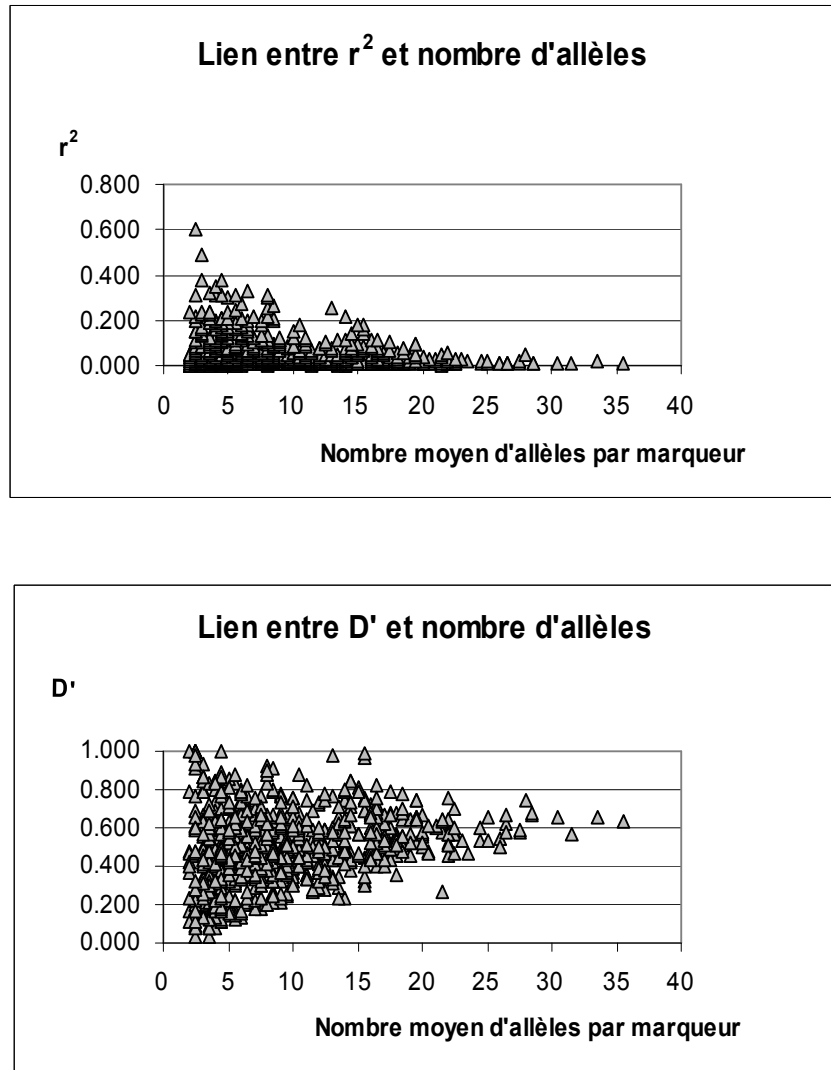 Lien entre r² et nombre d'allèles
r²
0.800
0.600
0.400
0.200
0.000
0 5 10 15 20 25 30 35 40
Nombre moyen d'allèles par marqueur
Lien entre D' et nombre d'allèles
D'
1.000
0.800
0.600
0.400
0.200
0.000
0 5 10 15 20 25 30 35 40
Nombre moyen d'allèles par marqueur